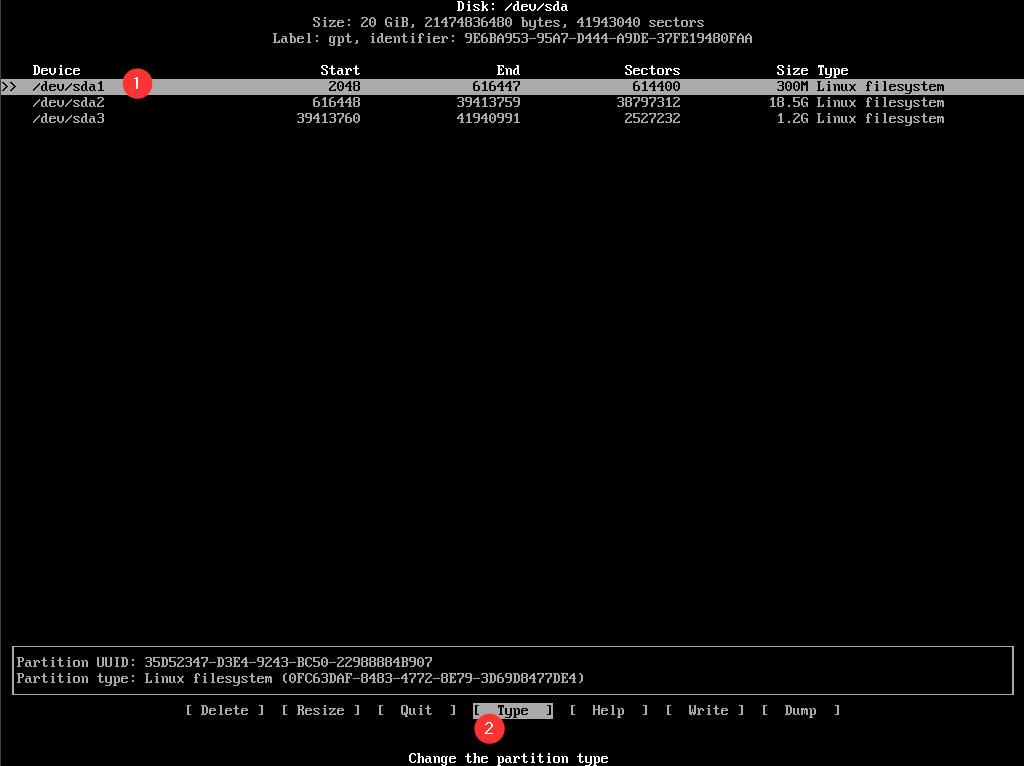 Disk: /dev/sda
Size: 20 GiB, 21474836480 bytes, 41943040 sectors
Label: gpt, identifier: 9E6BA953-95A7-D444-A9DE-37FE19480FAA
Device Start End Sectors Size Type
>> /dev/sda1 1 2048 616447 614400 300M Linux filesystem
/dev/sda2 616448 39413759 38797312 18.5G Linux filesystem
/dev/sda3 39413760 41940991 2527232 1.2G Linux filesystem
Partition UUID: 35D52347-D3E4-9243-BC50-22988884B907
Partition type: Linux filesystem (0FC63DAF-8483-4772-8E79-3D69D8477DE4)
[ Delete ] [ Resize ] [ Quit ] [ Type ] [ Help ] [ Write ] [ Dump ]
2
Change the partition type